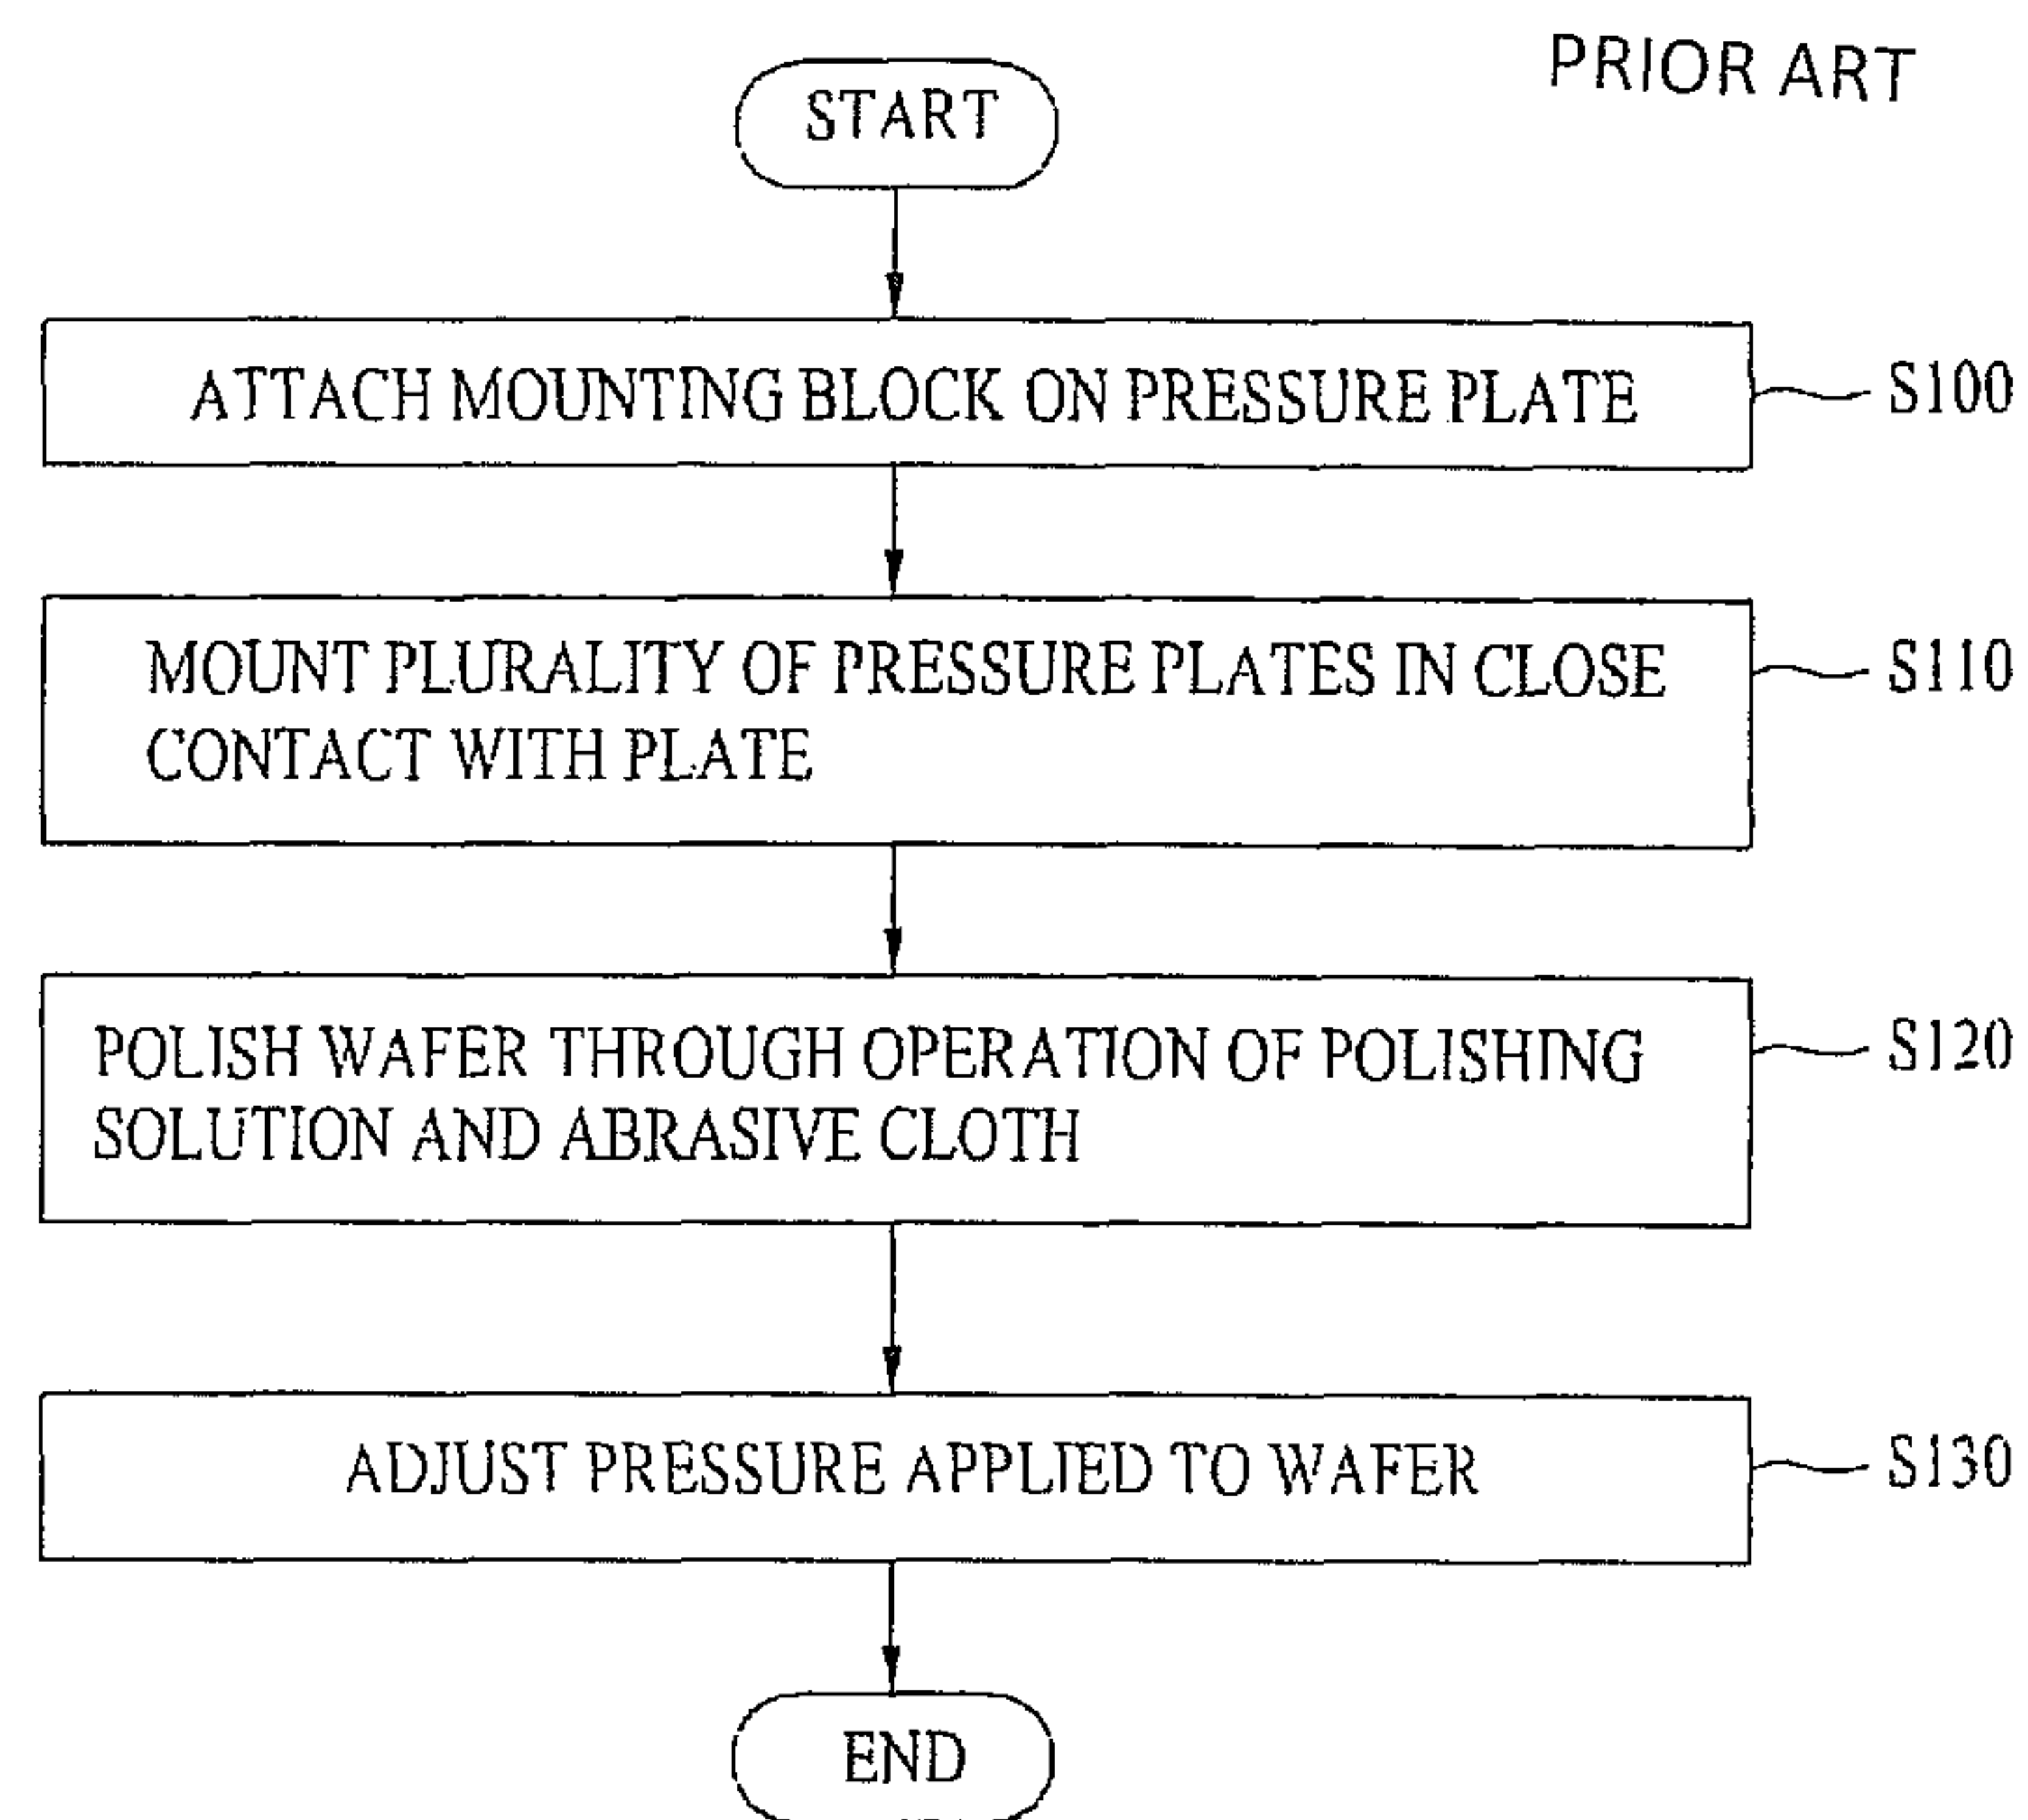 PRIOR ART
START
ATTACH MOUNTING BLOCK ON PRESSURE PLATE
S100
MOUNT PLURALITY OF PRESSURE PLATES IN CLOSE
CONTACT WITH PLATE
S110
POLISH WAFER THROUGH OPERATION OF POLISHING
SOLUTION AND ABRASIVE CLOTH
S120
ADJUST PRESSURE APPLIED TO WAFER
S130
END